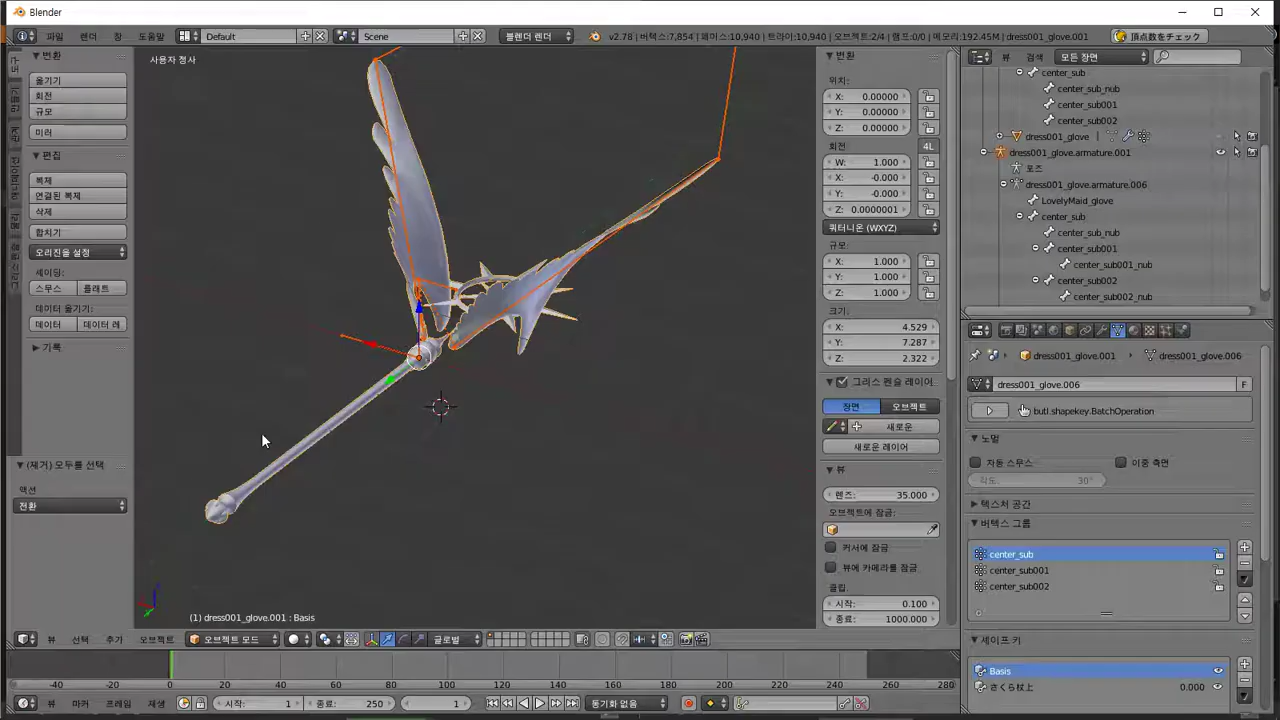 Blender
파일 렌더 창 도움말 Default Scene 블렌더 렌더 v2.78 | 버텍스:7,854 | 페이스:10,940 | 트라이:10,940 | 오브젝트:2/4 | 램프:0/0 | 메모리:192.45M | dress001_glove.001 頂点数をチェック
변환
옮기기
회전
규모
미러
편집
복제
연결된 복제
삭제
합치기
오리진을 설정
셰이딩:
스무스 플래트
데이터 옮기기:
데이터 데이터 레
기록
(제거) 모두를 선택
액션
전환
사용자 정사
(1) dress001_glove.001 : Basis
변환
위치:
X: 0.00000
Y: 0.00000
Z: 0.00000
회전 4L
W: 1.000
X: -0.000
Y: -0.000
Z: 0.0000001
쿼터니온 (WXYZ)
규모:
X: 1.000
Y: 1.000
Z: 1.000
크기:
X: 4.529
Y: 7.287
Z: 2.322
그리스 펜슬 레이어
장면 오브젝트
새로운
새로운 레이어
뷰
렌즈: 35.000
오브젝트에 잠금:
커서에 잠금
뷰에 카메라를 잠금
클립:
시작: 0.100
종료: 1000.000
뷰 검색 모든 장면
center_sub
center_sub_nub
center_sub001
center_sub002
dress001_glove
dress001_glove.armature.001
포즈
dress001_glove.armature.006
LovelyMaid_glove
center_sub
center_sub_nub
center_sub001
center_sub001_nub
center_sub002
center_sub002_nub
dress001_glove.001 dress001_glove.006
dress001_glove.006 F
butl.shapekey.BatchOperation
노멀
자동 스무스 이중 측면
각도: 30°
텍스처 공간
버텍스 그룹
center_sub
center_sub001
center_sub002
셰이프 키
Basis
さくら杖上 0.000
뷰 선택 추가 오브젝트 오브젝트 모드 글로벌
-40 -20 0 20 40 60 80 100 120 140 160 180 200 220 240 260 280
뷰 마커 프레임 재생 시작: 1 종료: 250 1 동기화 없음